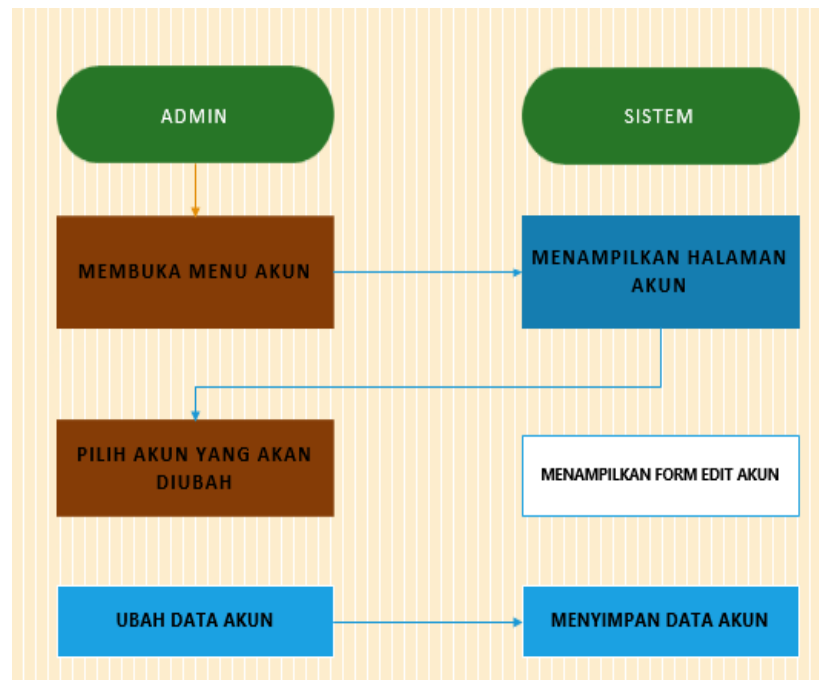 ADMIN
SISTEM
MEMBUKA MENU AKUN
MENAMPILKAN HALAMAN
AKUN
PILIH AKUN YANG AKAN
DIUBAH
MENAMPILKAN FORM EDIT AKUN
UBAH DATA AKUN
MENYIMPAN DATA AKUN